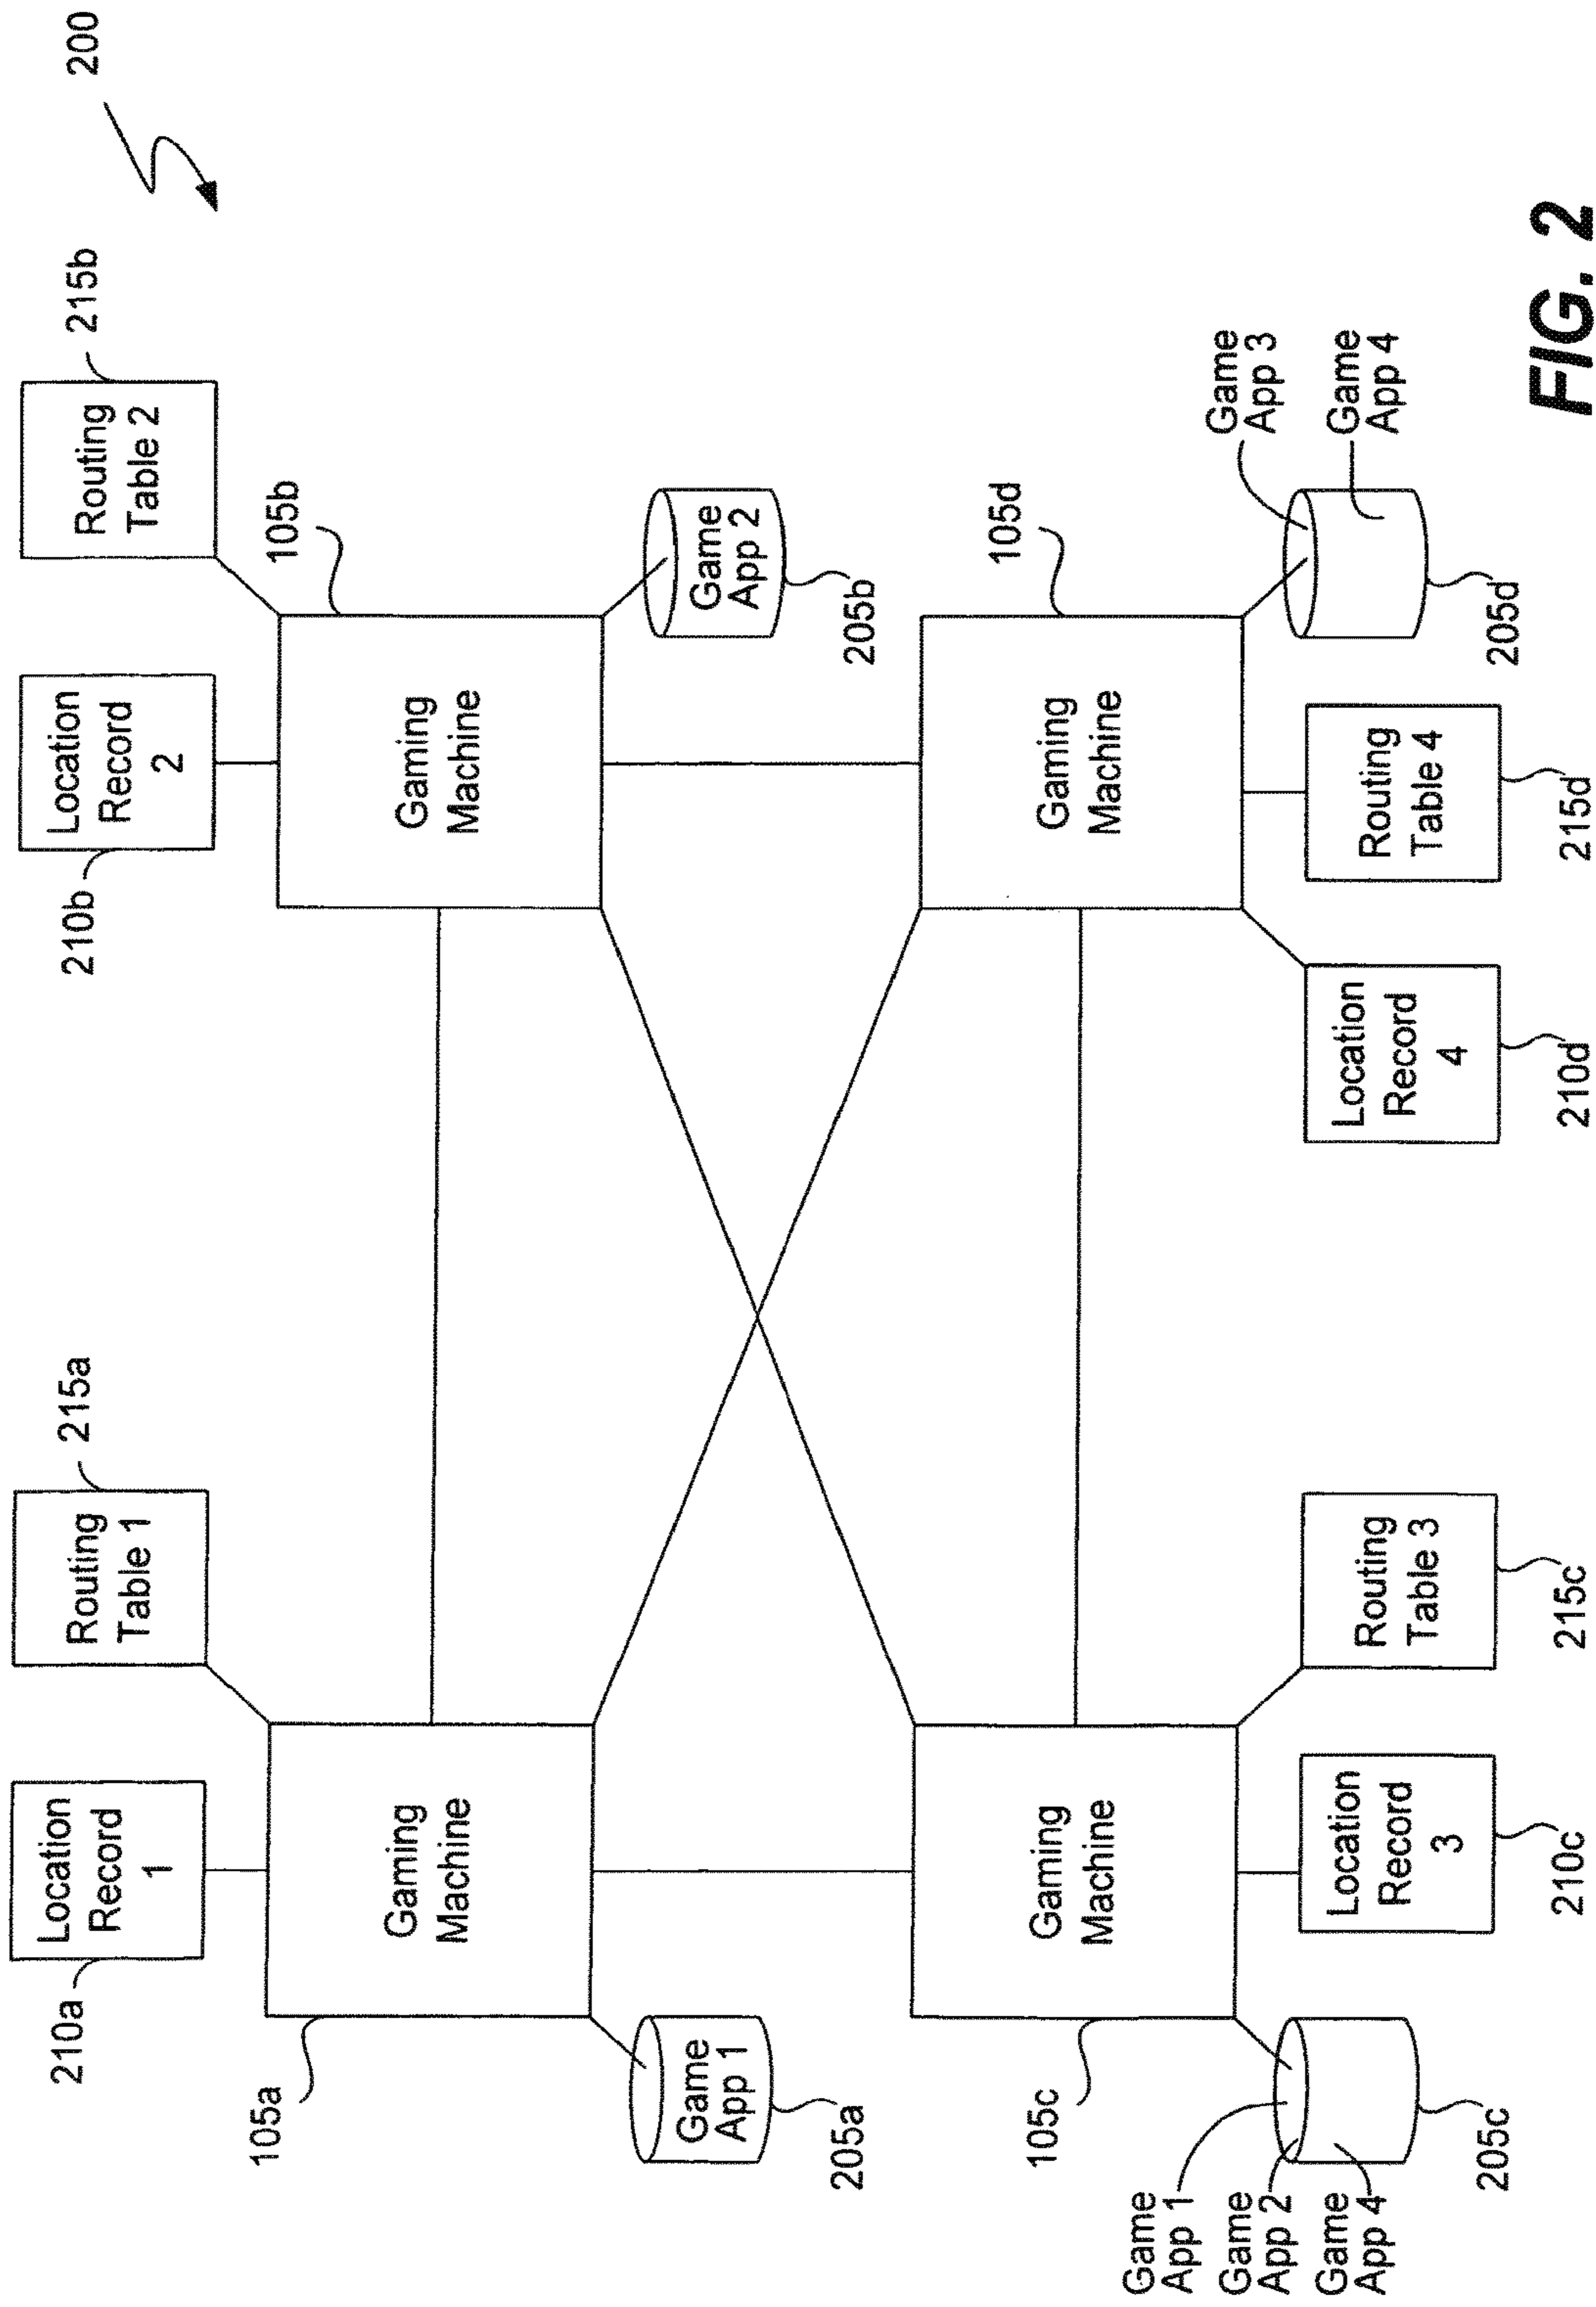 200
215a
Routing
Table 1
Location
Record
1
210a
105a
Gaming
Machine
Game
App 1
205a
215b
Routing
Table 2
Location
Record
2
210b
105b
Gaming
Machine
Game
App 2
205b
105c
Gaming
Machine
Game
App 1
Game
App 2
Game
App 4
205c
Location
Record
3
210c
Routing
Table 3
215c
105d
Gaming
Machine
Location
Record
4
210d
Routing
Table 4
215d
Game
App 3
Game
App 4
205d
FIG. 2